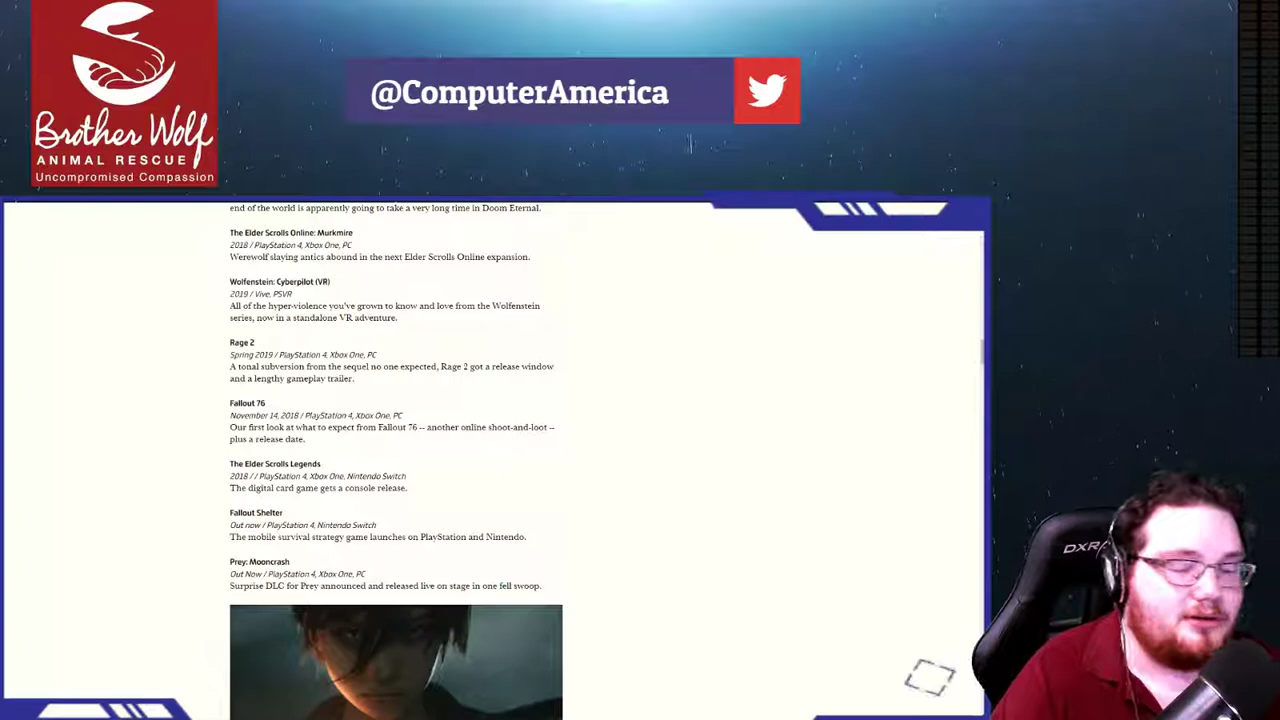 Brother Wolf
ANIMAL RESCUE
Uncompromised Compassion
@ComputerAmerica
end of the world is apparently going to take a very long time in Doom Eternal.
The Elder Scrolls Online: Murkmire
2018 / PlayStation 4, Xbox One, PC
Werewolf slaying antics abound in the next Elder Scrolls Online expansion.
Wolfenstein: Cyberpilot (VR)
2019 / Vive, PSVR
All of the hyper-violence you've grown to know and love from the Wolfenstein
series, now in a standalone VR adventure.
Rage 2
Spring 2019 / PlayStation 4, Xbox One, PC
A tonal subversion from the sequel no one expected, Rage 2 got a release window
and a lengthy gameplay trailer.
Fallout 76
November 14, 2018 / PlayStation 4, Xbox One, PC
Our first look at what to expect from Fallout 76 -- another online shoot-and-loot --
plus a release date.
The Elder Scrolls Legends
2018 / / PlayStation 4, Xbox One, Nintendo Switch
The digital card game gets a console release.
Fallout Shelter
Out now / PlayStation 4, Nintendo Switch
The mobile survival strategy game launches on PlayStation and Nintendo.
Prey: Mooncrash
Out Now / PlayStation 4, Xbox One, PC
Surprise DLC for Prey announced and released live on stage in one fell swoop.
DXR